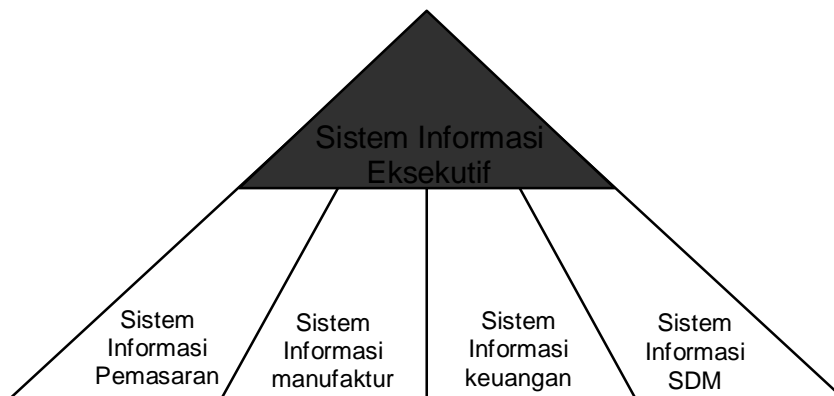 Sistem Informasi
Eksekutif
Sistem
Informasi
Pemasaran
Sistem
Informasi
manufaktur
Sistem
Informasi
keuangan
Sistem
Informasi
SDM